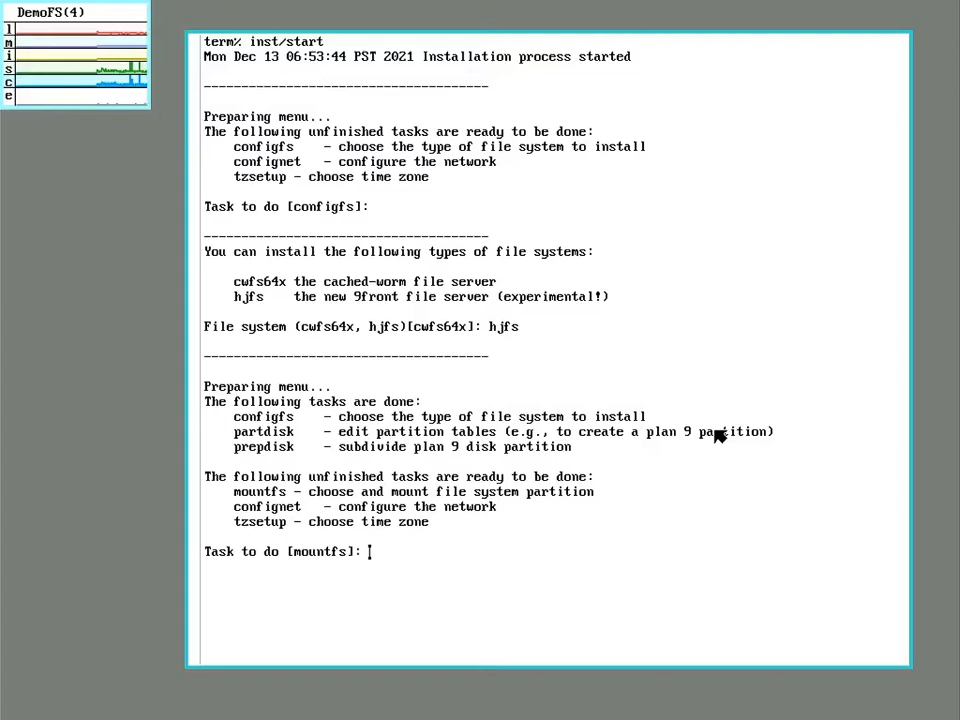 DemoFS(4)
l
m
i
s
c
e
term% inst/start
Mon Dec 13 06:53:44 PST 2021 Installation process started
--------------------------------------
Preparing menu...
The following unfinished tasks are ready to be done:
configfs - choose the type of file system to install
confignet - configure the network
tzsetup - choose time zone
Task to do [configfs]:
--------------------------------------
You can install the following types of file systems:
cwfs64x the cached-worm file server
hjfs the new 9front file server (experimental!)
File system (cwfs64x, hjfs)[cwfs64x]: hjfs
--------------------------------------
Preparing menu...
The following tasks are done:
configfs - choose the type of file system to install
partdisk - edit partition tables (e.g., to create a plan 9 partition)
prepdisk - subdivide plan 9 disk partition
The following unfinished tasks are ready to be done:
mountfs - choose and mount file system partition
confignet - configure the network
tzsetup - choose time zone
Task to do [mountfs]: